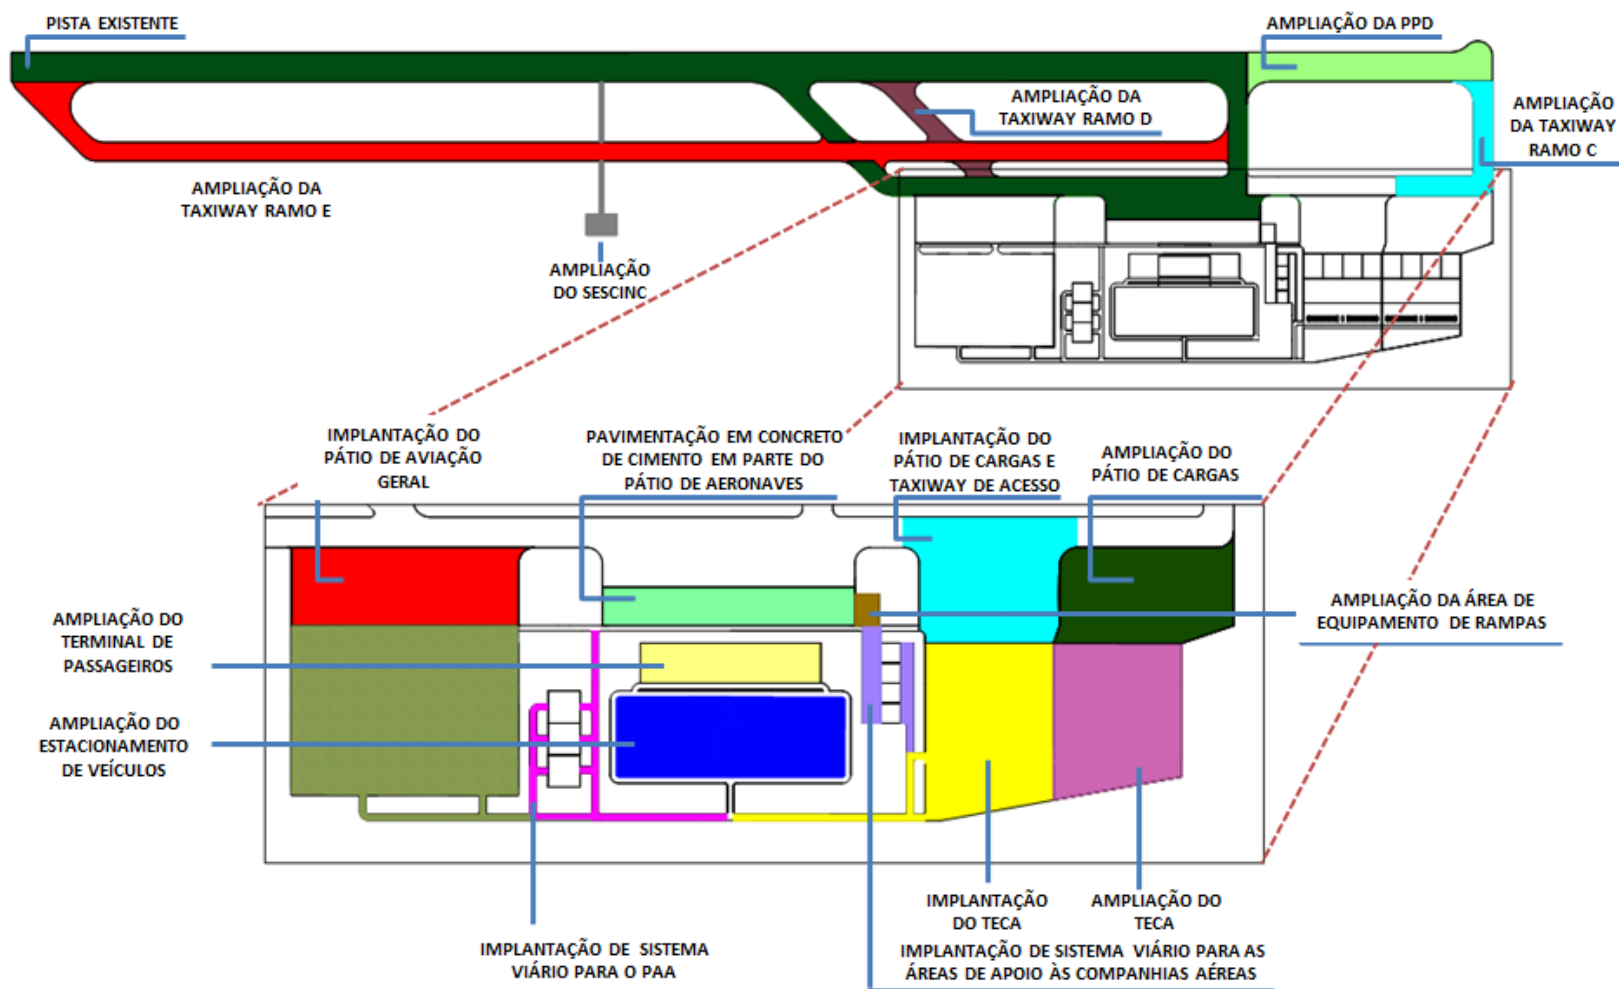 PISTA EXISTENTE
AMPLIAÇÃO DA PPD
AMPLIAÇÃO DA
TAXIWAY RAMO D
AMPLIAÇÃO
DA TAXIWAY
RAMO C
AMPLIAÇÃO DA
TAXIWAY RAMO E
AMPLIAÇÃO
DO SESCINC
IMPLANTAÇÃO DO
PÁTIO DE AVIAÇÃO
GERAL
PAVIMENTAÇÃO EM CONCRETO
DE CIMENTO EM PARTE DO
PÁTIO DE AERONAVES
IMPLANTAÇÃO DO
PÁTIO DE CARGAS E
TAXIWAY DE ACESSO
AMPLIAÇÃO DO
PÁTIO DE CARGAS
AMPLIAÇÃO DA ÁREA DE
EQUIPAMENTO DE RAMPAS
AMPLIAÇÃO DO
TERMINAL DE
PASSAGEIROS
AMPLIAÇÃO DO
ESTACIONAMENTO
DE VEÍCULOS
IMPLANTAÇÃO
DO TECA
AMPLIAÇÃO DO
TECA
IMPLANTAÇÃO DE SISTEMA
VIÁRIO PARA O PAA
IMPLANTAÇÃO DE SISTEMA VIÁRIO PARA AS
ÁREAS DE APOIO ÀS COMPANHIAS AÉREAS